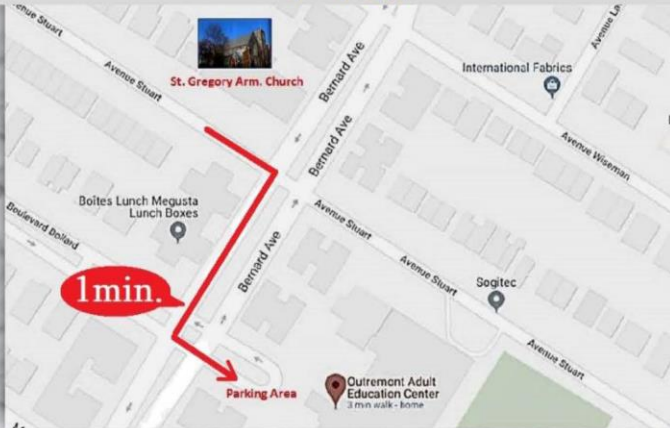 Avenue Stuart
St. Gregory Arm. Church
Avenue Stuart
Bernard Ave
Bernard Ave
International Fabrics
Avenue Wiseman
Boîtes Lunch Megusta
Lunch Boxes
Boulevard Dollard
Bernard Ave
Avenue Stuart
Avenue Stuart
Sogitec
Avenue Stuart
1min.
Parking Area
Outremont Adult
Education Center
3 min walk - home